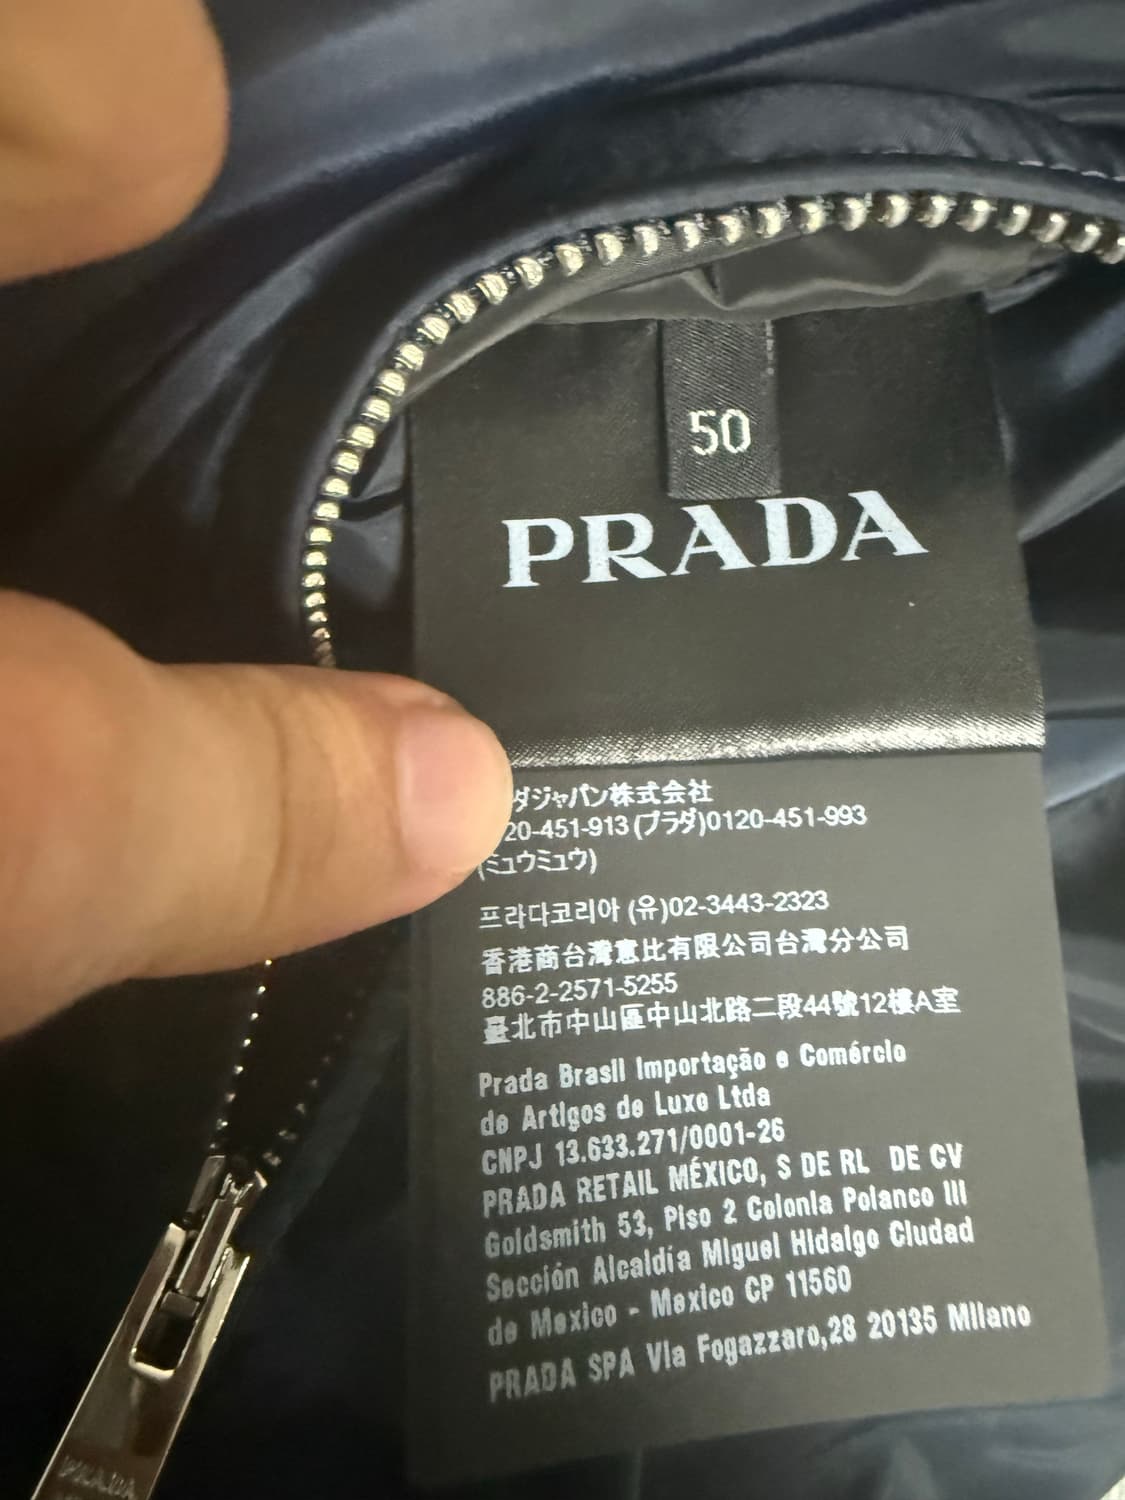 50
PRADA
ダジャパン株式会社
20-451-913(プラダ)0120-451-993
(ミュウミュウ)
프라다코리아 (유)02-3443-2323
香港商台灣意比有限公司台灣分公司
886-2-2571-5255
臺北市中山區中山北路二段44號12樓A室
Prada Brasil Importação e Comércio
de Artigos de Luxo Ltda
CNPJ 13.633.271/0001-26
PRADA RETAIL MÉXICO, S DE RL DE CV
Goldsmith 53, Piso 2 Colonia Polanco III
Sección Alcaldía Miguel Hidalgo Ciudad
de Mexico - Mexico CP 11560
PRADA SPA Via Fogazzaro,28 20135 Milano
PRADA